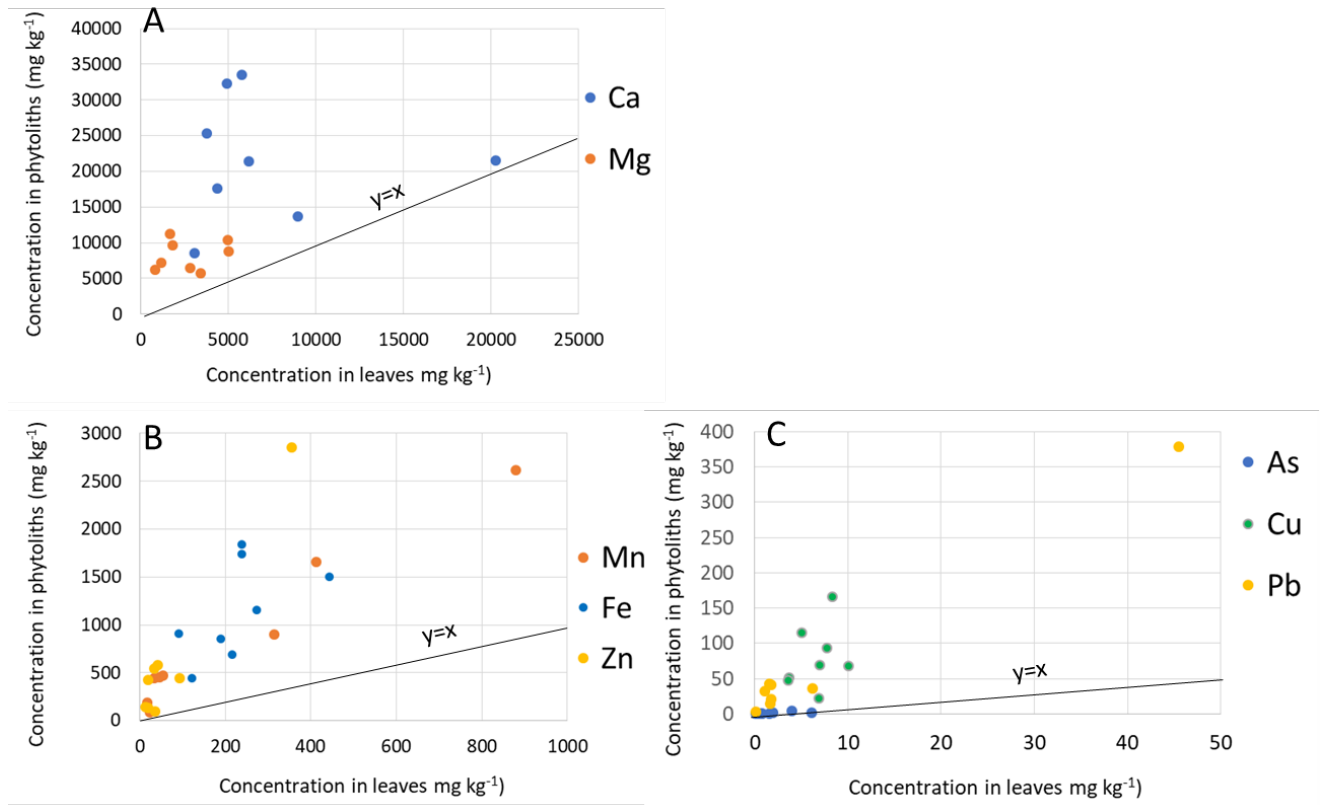 A
Concentration in phytoliths (mg kg-1)
40000
35000
30000
25000
20000
15000
10000
5000
0
y=x
Ca
Mg
0 5000 10000 15000 20000 25000
Concentration in leaves mg kg-1)
B
Concentration in phytoliths (mg kg-1)
3000
2500
2000
1500
1000
500
0
y=x
Mn
Fe
Zn
0 200 400 600 800 1000
Concentration in leaves mg kg-1)
C
Concentration in phytoliths (mg kg-1)
400
350
300
250
200
150
100
50
0
y=x
As
Cu
Pb
0 10 20 30 40 50
Concentration in leaves mg kg-1)